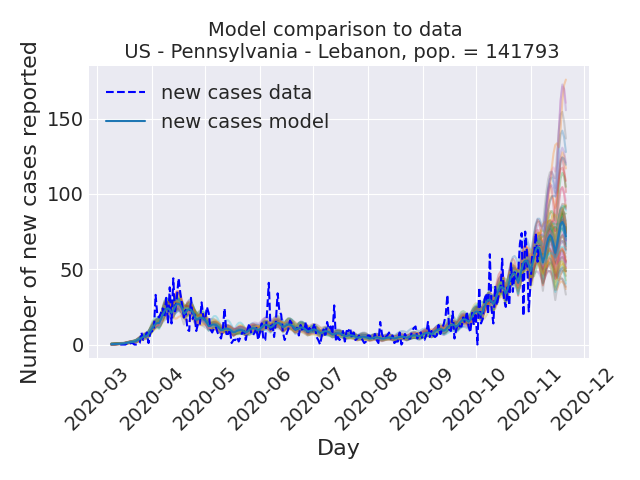 Model comparison to data
US - Pennsylvania - Lebanon, pop. = 141793
Number of new cases reported
150
100
50
0
new cases data
new cases model
2020-03
2020-04
2020-05
2020-06
2020-07
2020-08
2020-09
2020-10
2020-11
2020-12
Day